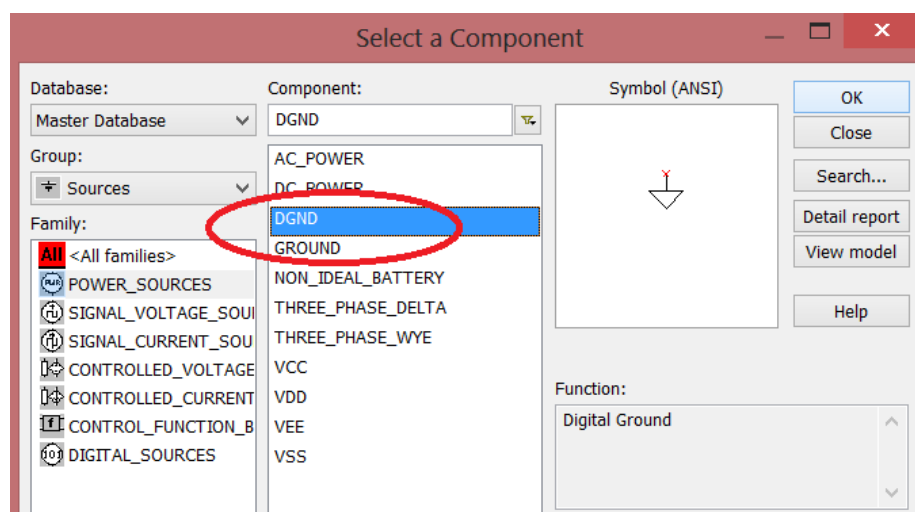 Select a Component
Database:
Master Database
Group:
Sources
Family:
All <All families>
POWER_SOURCES
SIGNAL_VOLTAGE_SOU
SIGNAL_CURRENT_SOU
CONTROLLED_VOLTAGE
CONTROLLED_CURRENT
CONTROL_FUNCTION_B
DIGITAL_SOURCES
Component:
DGND
AC_POWER
DC_POWER
DGND
GROUND
NON_IDEAL_BATTERY
THREE_PHASE_DELTA
THREE_PHASE_WYE
VCC
VDD
VEE
VSS
Symbol (ANSI)
Function:
Digital Ground
OK
Close
Search...
Detail report
View model
Help